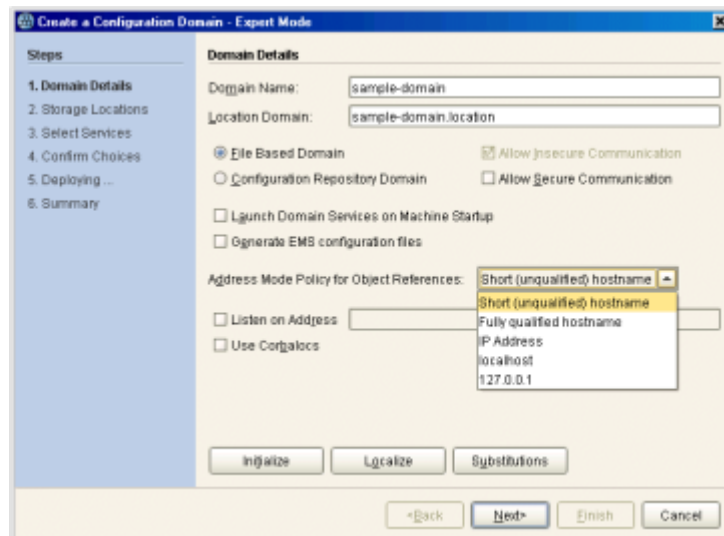 Create a Configuration Domain - Expert Mode
Steps
1. Domain Details
2. Storage Locations
3. Select Services
4. Confirm Choices
5. Deploying ...
6. Summary
Domain Details
Domain Name: sample-domain
Location Domain: sample-domain.location
File Based Domain Allow Insecure Communication
Configuration Repository Domain Allow Secure Communication
Launch Domain Services on Machine Startup
Generate EMS configuration files
Address Mode Policy for Object References: Short (unqualified) hostname
Short (unqualified) hostname
Fully qualified hostname
IP Address
localhost
127.0.0.1
Listen on Address
Use Corbalocs
Initialize Localize Substitutions
<Back Next> Finish Cancel